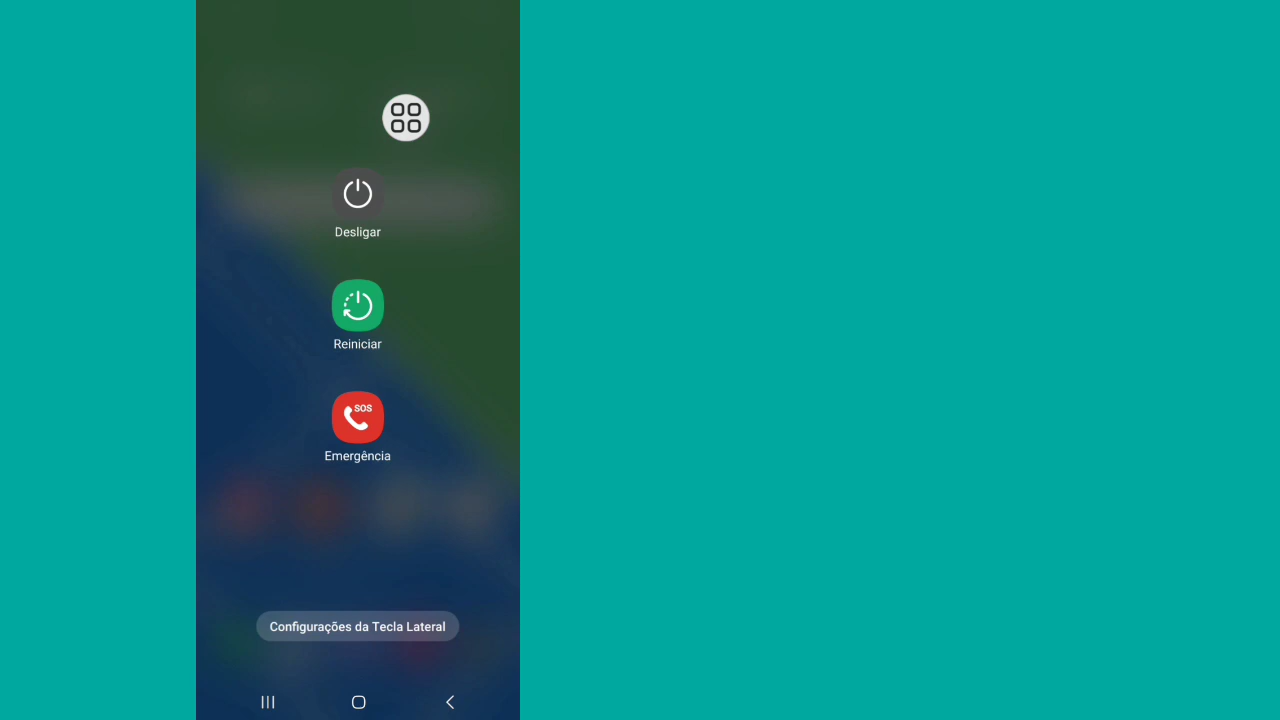 Desligar
Reiniciar
SOS
Emergência
Configurações da Tecla Lateral